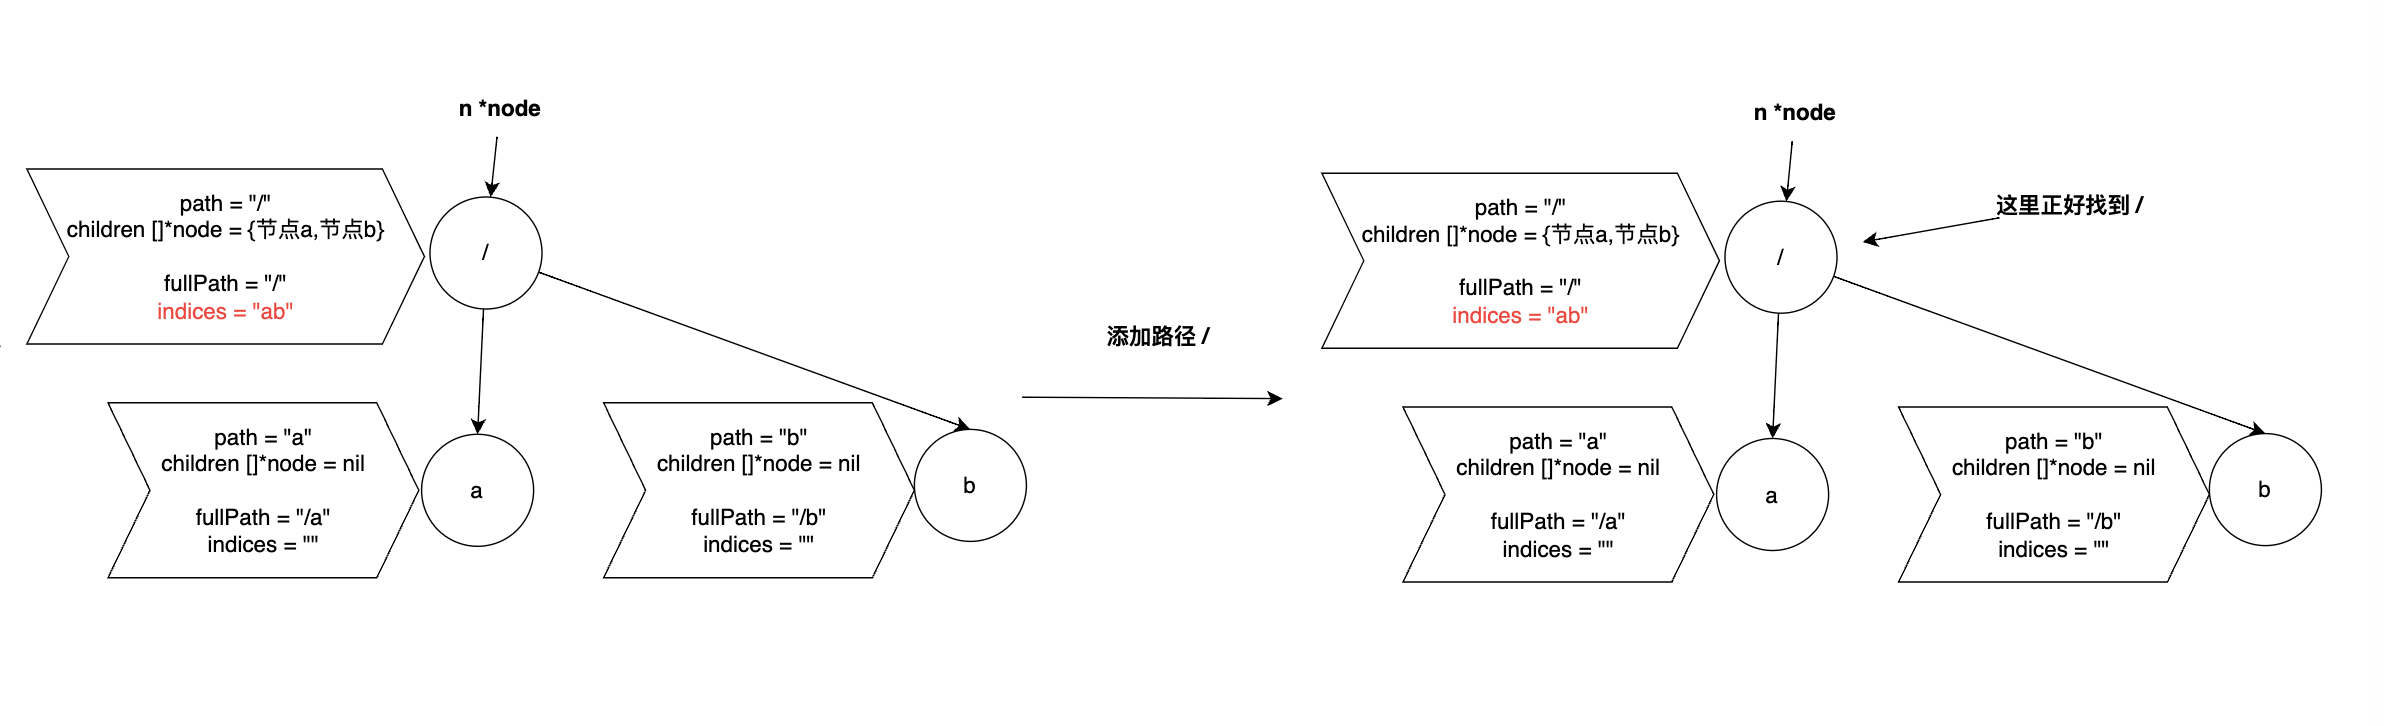 n *node
path = "/"
children []*node = {节点a,节点b}
fullPath = "/"
indices = "ab"
/
path = "a"
children []*node = nil
fullPath = "/a"
indices = ""
a
path = "b"
children []*node = nil
fullPath = "/b"
indices = ""
b
添加路径 /
n *node
path = "/"
children []*node = {节点a,节点b}
fullPath = "/"
indices = "ab"
/
这里正好找到 /
path = "a"
children []*node = nil
fullPath = "/a"
indices = ""
a
path = "b"
children []*node = nil
fullPath = "/b"
indices = ""
b